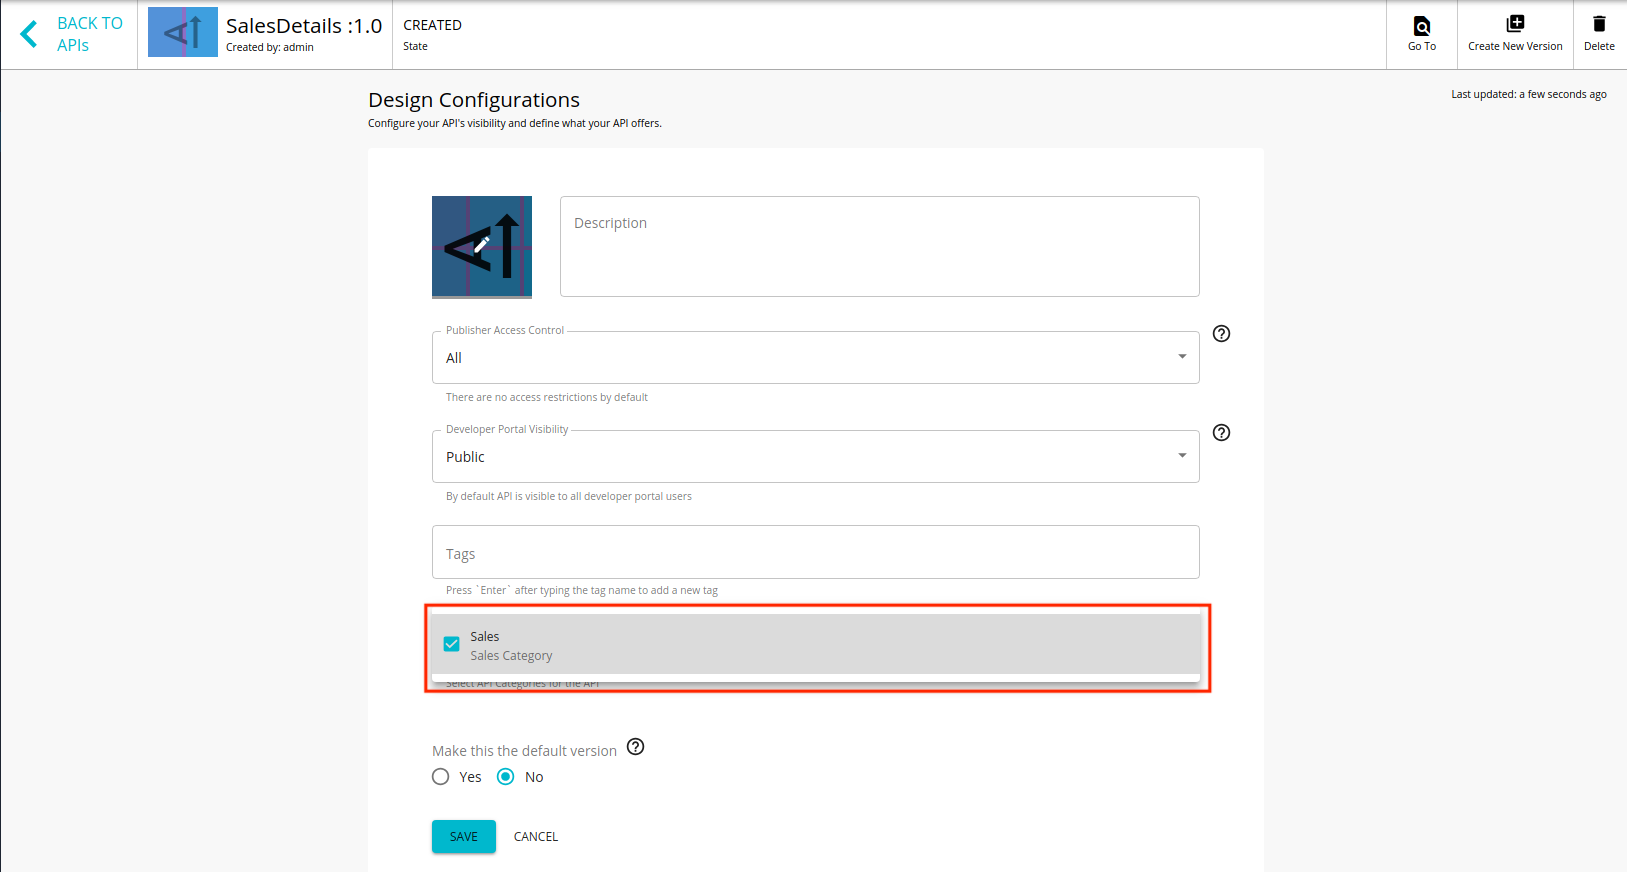 BACK TO
APIs
SalesDetails :1.0
Created by: admin
CREATED
State
Go To
Create New Version
Delete
Design Configurations
Configure your API's visibility and define what your API offers.
Last updated: a few seconds ago
Description
Publisher Access Control
All
There are no access restrictions by default
Developer Portal Visibility
Public
By default API is visible to all developer portal users
Tags
Press `Enter` after typing the tag name to add a new tag
Sales
Sales Category
Select API Categories for the API
Make this the default version
Yes No
SAVE CANCEL